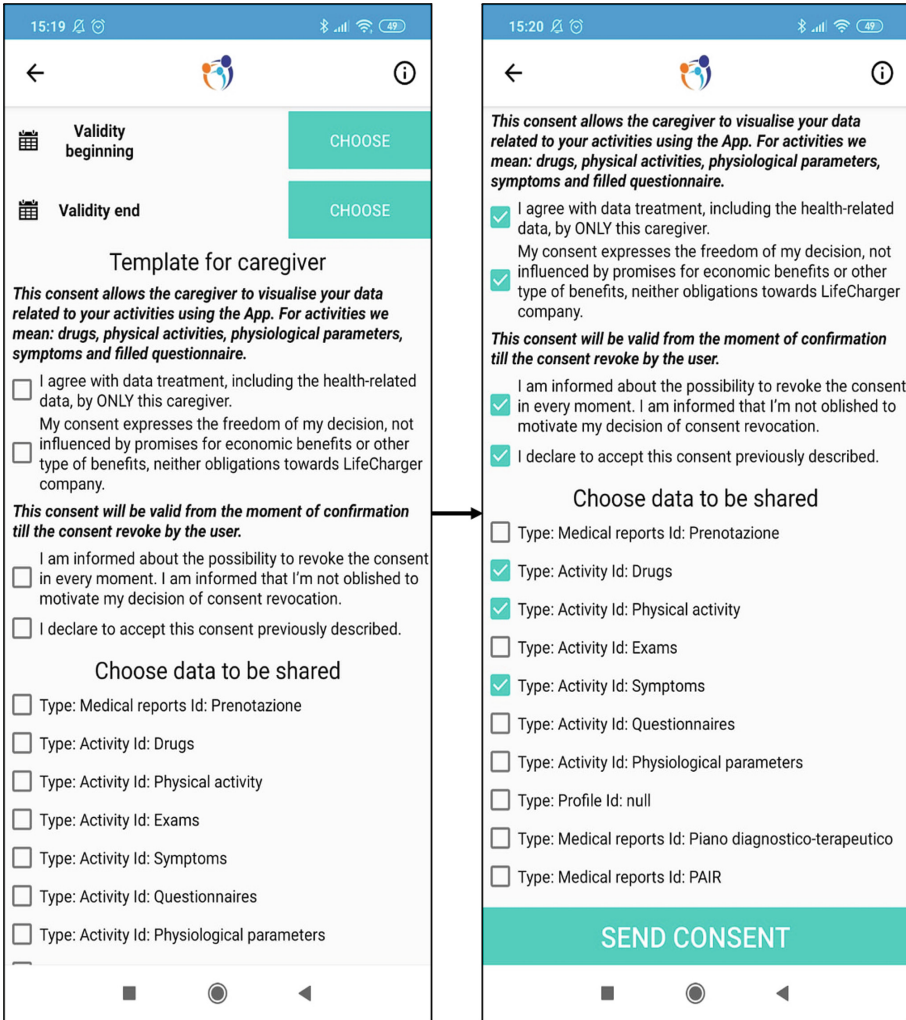 15:19
49
Validity
beginning
CHOOSE
Validity end
CHOOSE
Template for caregiver
This consent allows the caregiver to visualise your data
related to your activities using the App. For activities we
mean: drugs, physical activities, physiological parameters,
symptoms and filled questionnaire.
I agree with data treatment, including the health-related
data, by ONLY this caregiver.
My consent expresses the freedom of my decision, not
influenced by promises for economic benefits or other
type of benefits, neither obligations towards LifeCharger
company.
This consent will be valid from the moment of confirmation
till the consent revoke by the user.
I am informed about the possibility to revoke the consent
in every moment. I am informed that I'm not oblished to
motivate my decision of consent revocation.
I declare to accept this consent previously described.
Choose data to be shared
Type: Medical reports Id: Prenotazione
Type: Activity Id: Drugs
Type: Activity Id: Physical activity
Type: Activity Id: Exams
Type: Activity Id: Symptoms
Type: Activity Id: Questionnaires
Type: Activity Id: Physiological parameters
15:20
49
This consent allows the caregiver to visualise your data
related to your activities using the App. For activities we
mean: drugs, physical activities, physiological parameters,
symptoms and filled questionnaire.
I agree with data treatment, including the health-related
data, by ONLY this caregiver.
My consent expresses the freedom of my decision, not
influenced by promises for economic benefits or other
type of benefits, neither obligations towards LifeCharger
company.
This consent will be valid from the moment of confirmation
till the consent revoke by the user.
I am informed about the possibility to revoke the consent
in every moment. I am informed that I'm not oblished to
motivate my decision of consent revocation.
I declare to accept this consent previously described.
Choose data to be shared
Type: Medical reports Id: Prenotazione
Type: Activity Id: Drugs
Type: Activity Id: Physical activity
Type: Activity Id: Exams
Type: Activity Id: Symptoms
Type: Activity Id: Questionnaires
Type: Activity Id: Physiological parameters
Type: Profile Id: null
Type: Medical reports Id: Piano diagnostico-terapeutico
Type: Medical reports Id: PAIR
SEND CONSENT